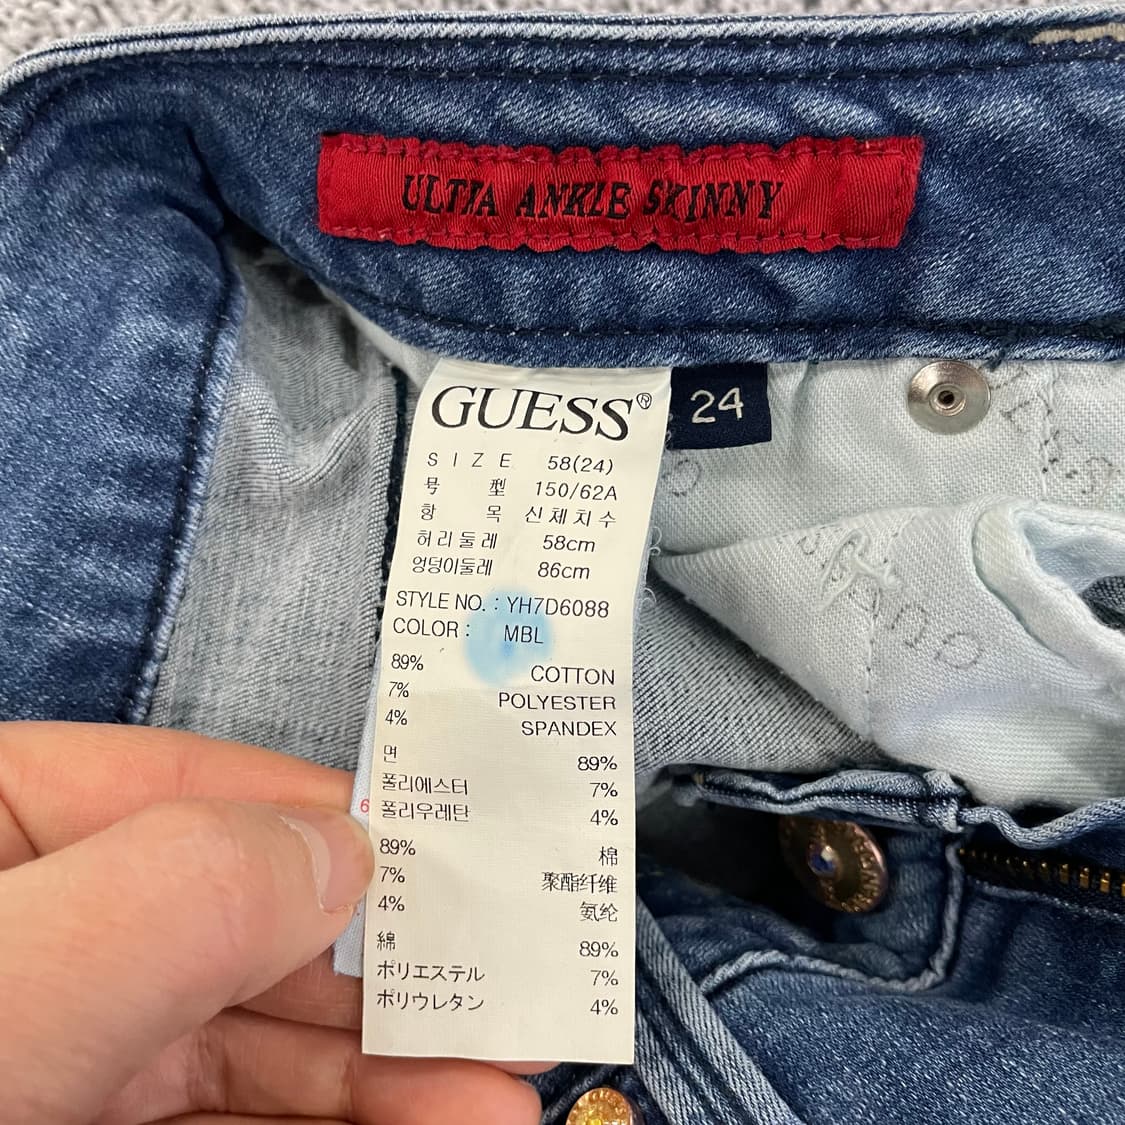 ULTRA ANKLE SKINNY
GUESS®
24
SIZE 58(24)
号型 150/62A
항목 신체치수
허리둘레 58cm
엉덩이둘레 86cm
STYLE NO. : YH7D6088
COLOR : MBL
89% COTTON
7% POLYESTER
4% SPANDEX
면 89%
폴리에스터 7%
폴리우레탄 4%
89% 棉
7% 聚酯纤维
4% 氨纶
綿 89%
ポリエステル 7%
ポリウレタン 4%
6